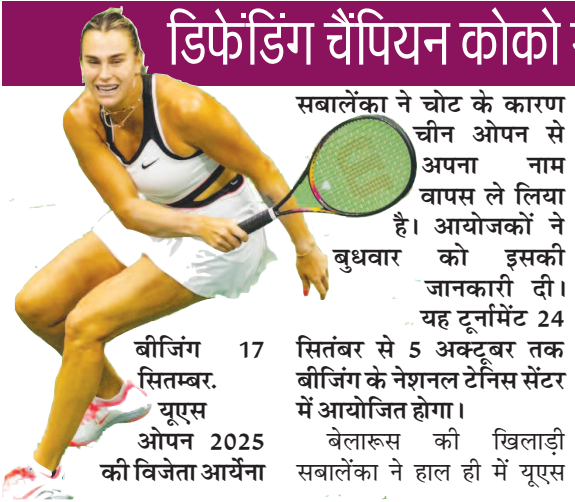 डिफेंडिंग चैंपियन कोको
बीजिंग 17
सितम्बर.
यूएस
ओपन 2025
की विजेता आर्येना
सबालेंका ने चोट के कारण
चीन ओपन से
अपना नाम
वापस ले लिया
है। आयोजकों ने
बुधवार को इसकी
जानकारी दी।
यह टूर्नामेंट 24
सितंबर से 5 अक्टूबर तक
बीजिंग के नेशनल टेनिस सेंटर
में आयोजित होगा।
बेलारूस की खिलाड़ी
सबालेंका ने हाल ही में यूएस